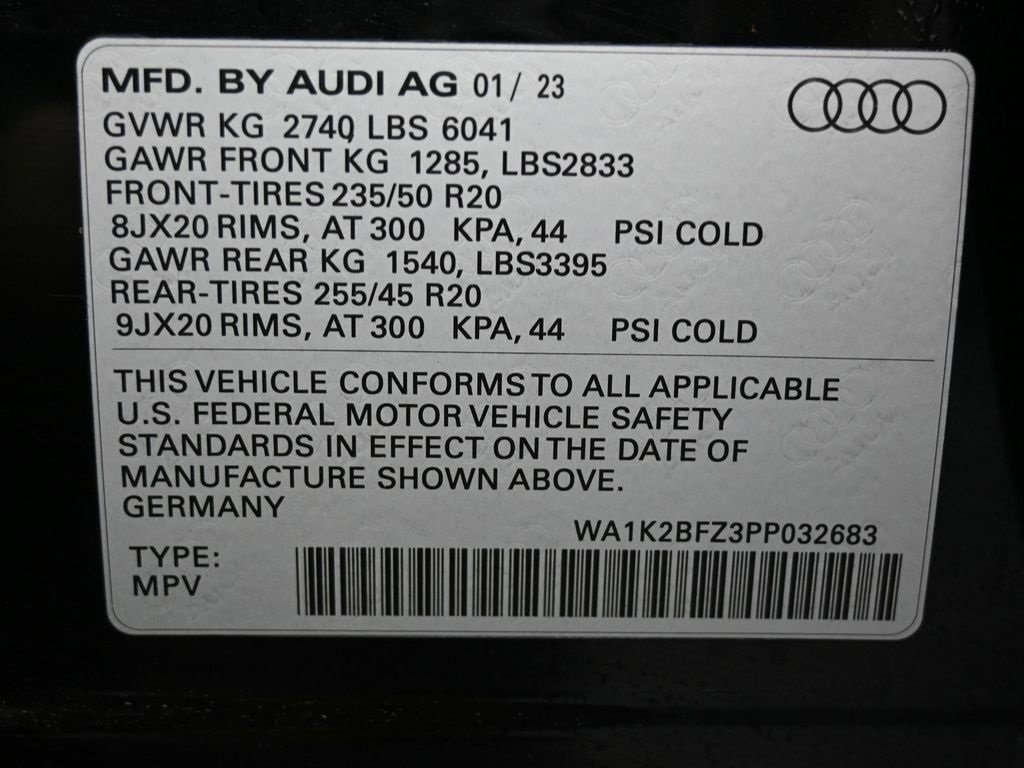 MFD. BY AUDI AG 01/ 23
GVWR KG 2740 LBS 6041
GAWR FRONT KG 1285, LBS2833
FRONT-TIRES 235/50 R20
8JX20 RIMS, AT 300 KPA, 44 PSI COLD
GAWR REAR KG 1540, LBS3395
REAR-TIRES 255/45 R20
9JX20 RIMS, AT 300 KPA, 44 PSI COLD
THIS VEHICLE CONFORMS TO ALL APPLICABLE
U.S. FEDERAL MOTOR VEHICLE SAFETY
STANDARDS IN EFFECT ON THE DATE OF
MANUFACTURE SHOWN ABOVE.
GERMANY
WA1K2BFZ3PP032683
TYPE:
MPV